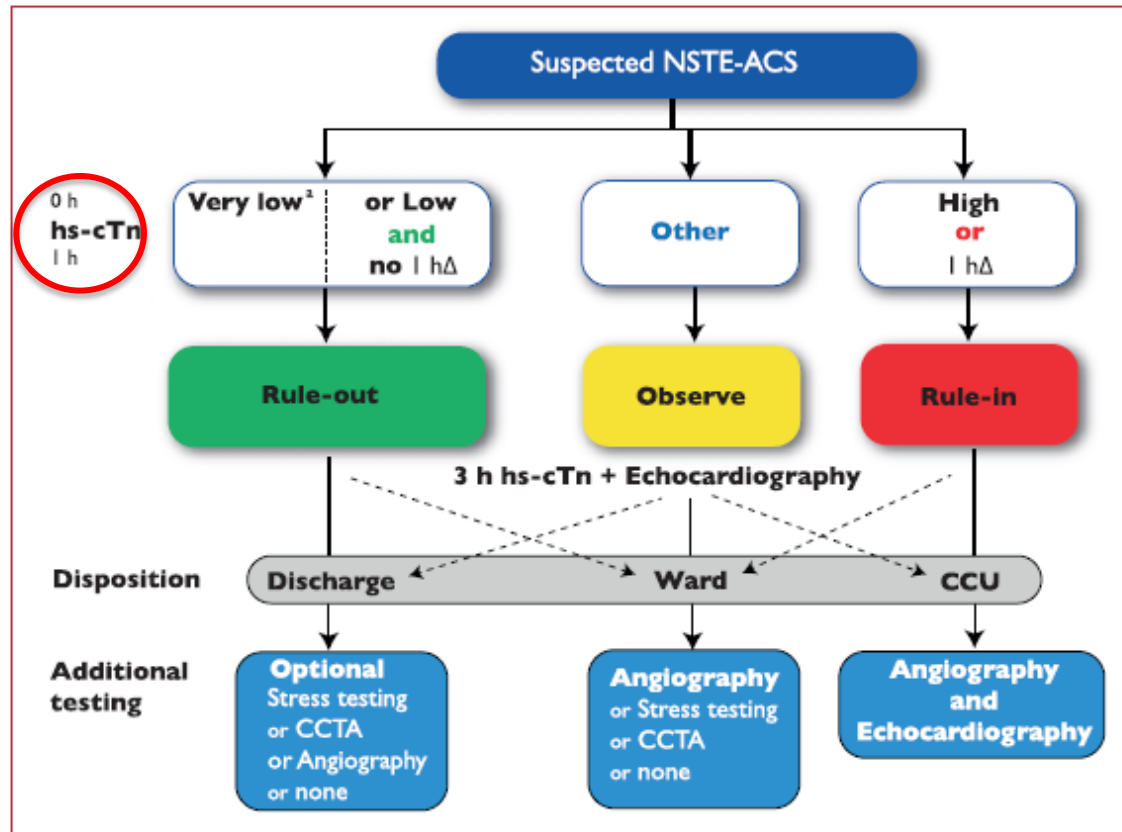 Suspected NSTE-ACS
0 h
hs-cTn
1 h
Very low²
or Low
and
no 1 hΔ
Other
High
or
1 hΔ
Rule-out
Observe
Rule-in
3 h hs-cTn + Echocardiography
Disposition
Discharge
Ward
CCU
Additional
testing
Optional
Stress testing
or CCTA
or Angiography
or none
Angiography
or Stress testing
or CCTA
or none
Angiography
and
Echocardiography